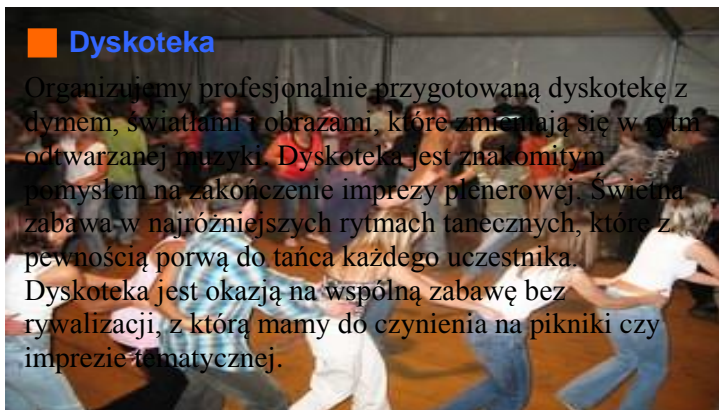 Dyskoteka
Organizujemy profesjonalnie przygotowaną dyskotekę z
dymem, światłami i obrazami, które zmieniają się w rytm
odtwarzanej muzyki. Dyskoteka jest znakomitym
pomysłem na zakończenie imprezy plenerowej. Świetna
zabawa w najróżniejszych rytmach tanecznych, które z
pewnością porwą do tańca każdego uczestnika.
Dyskoteka jest okazją na wspólną zabawę bez
rywalizacji, z którą mamy do czynienia na pikniki czy
imprezie tematycznej.